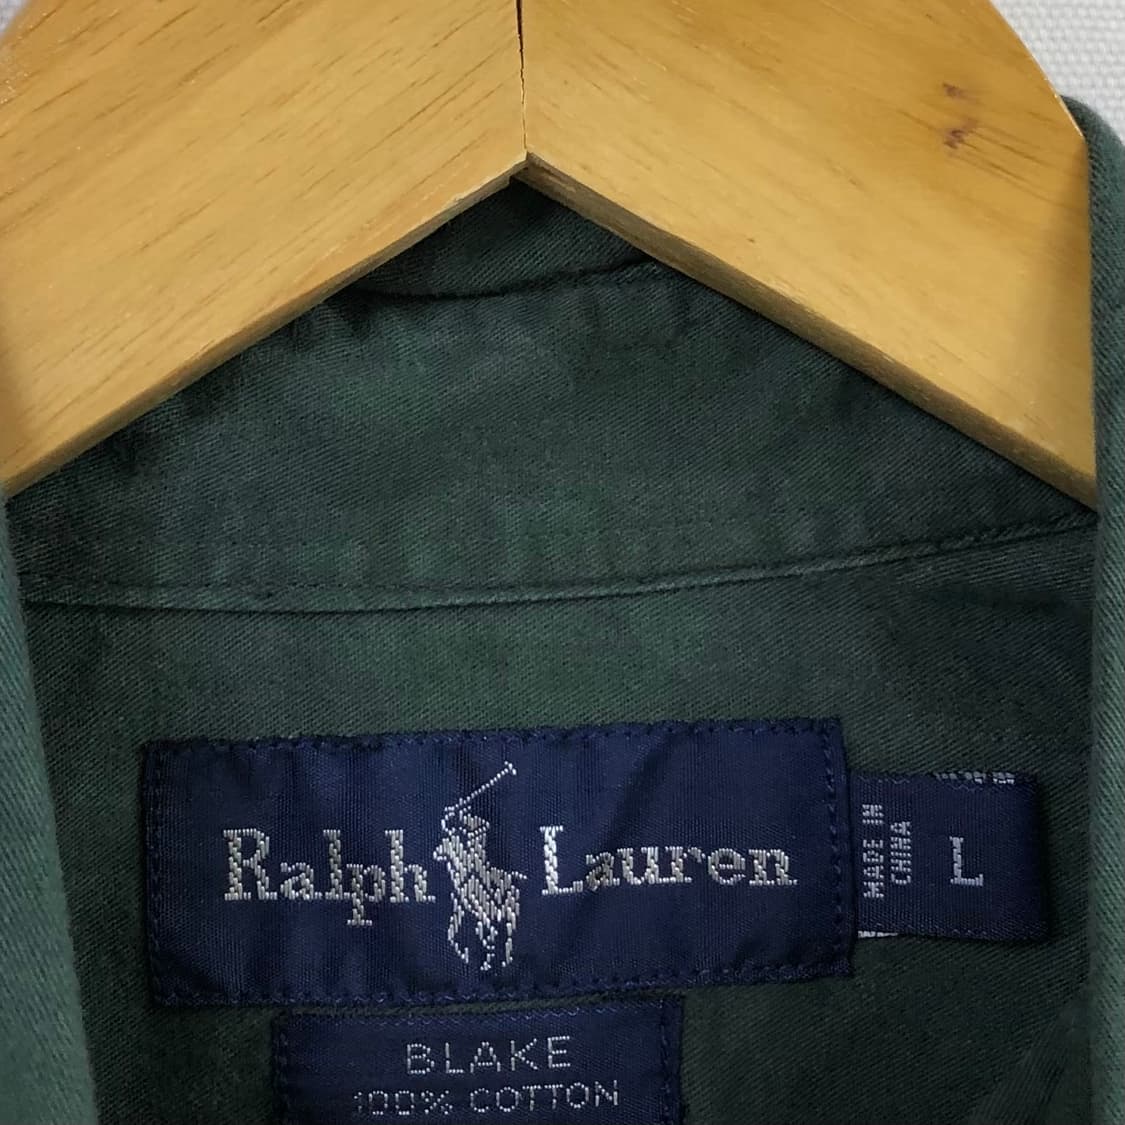 Ralph Lauren
MADE IN
CHINA
L
BLAKE
100% COTTON